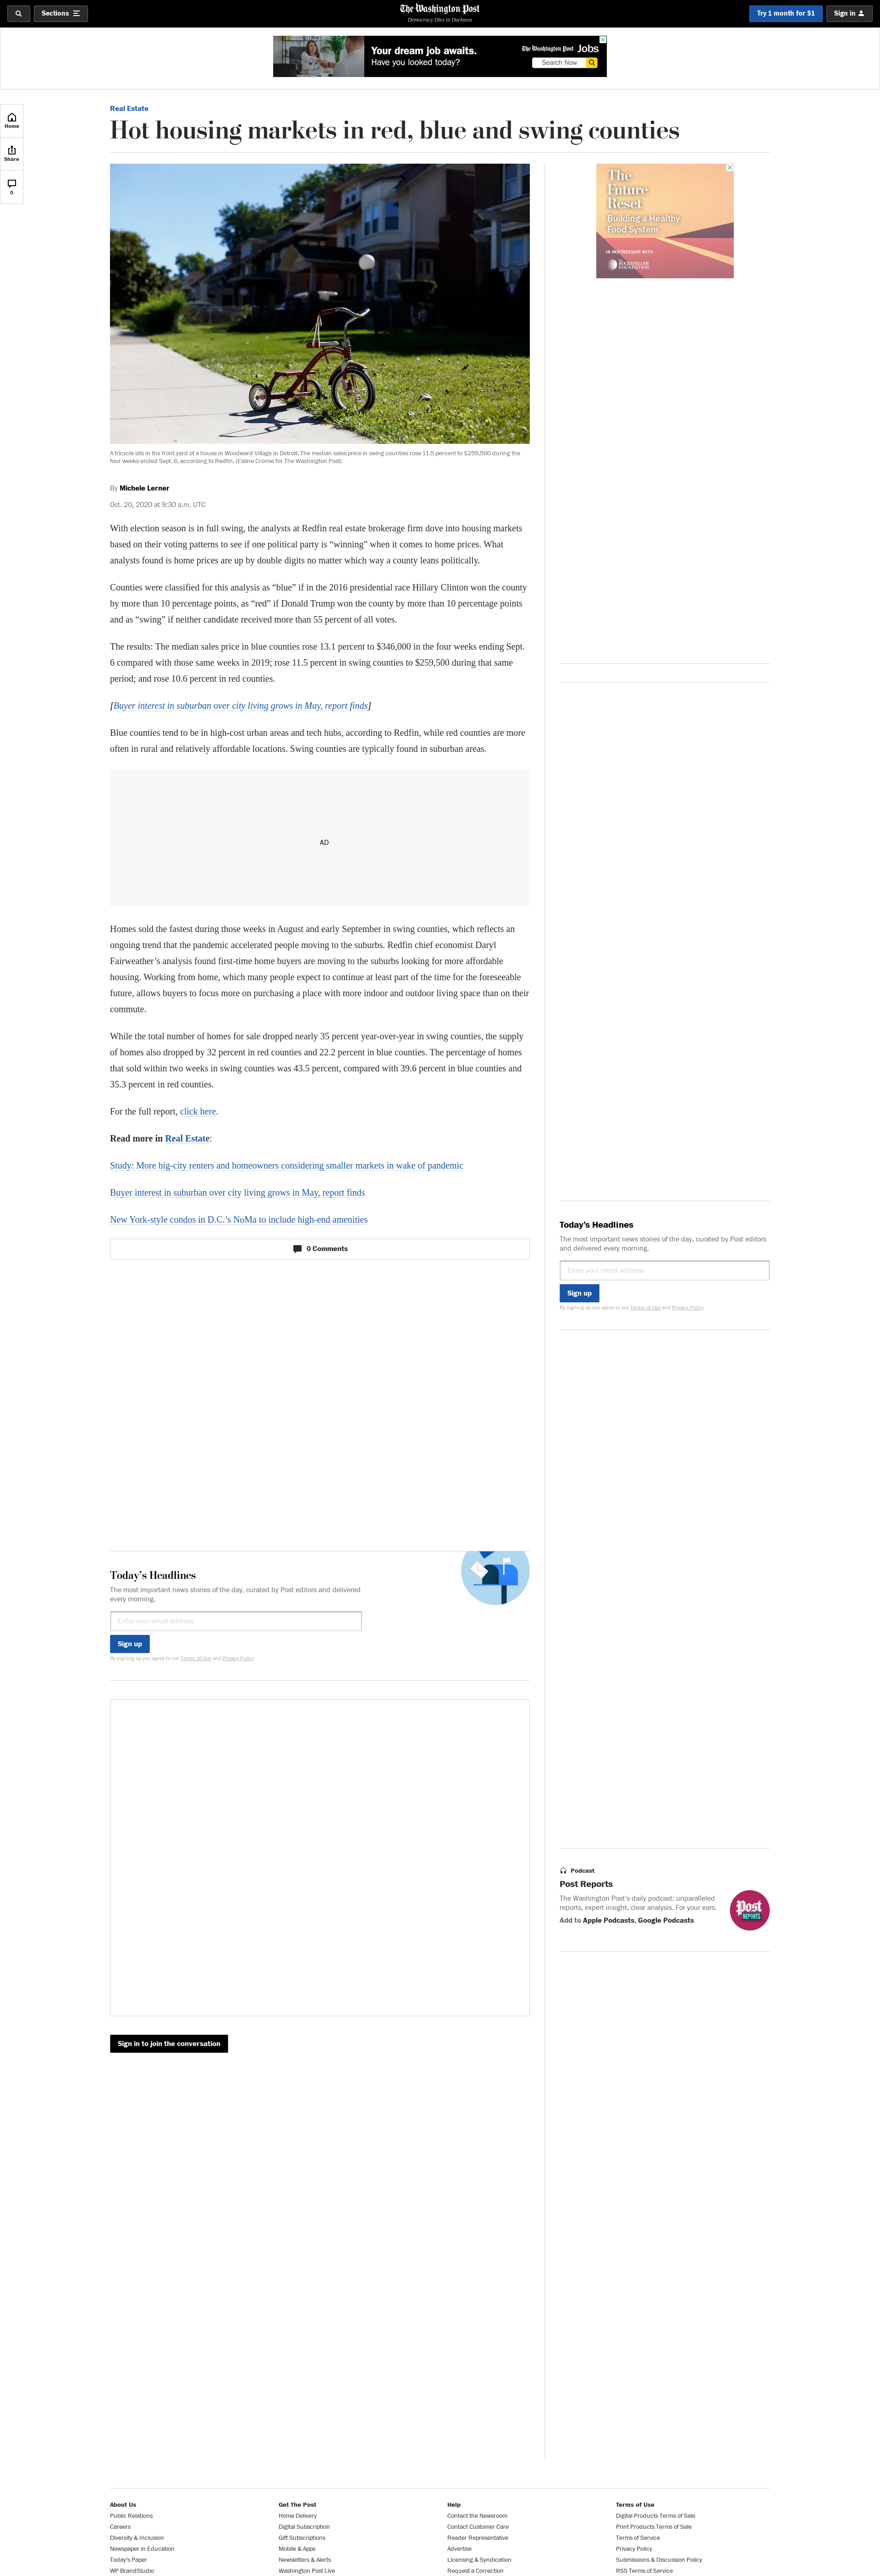 Sections
The Washington Post
Democracy Dies in Darkness
Try 1 month for $1
Sign in
Your dream job awaits.
Have you looked today?
The Washington Post Jobs
Search Now
Home
Share
0
Real Estate
Hot housing markets in red, blue and swing counties
A tricycle sits in the front yard of a house in Woodward Village in Detroit. The median sales price in swing counties rose 11.5 percent to $259,500 during the
four weeks ended Sept. 6, according to Redfin. (Elaine Cromie for The Washington Post)
By Michele Lerner
Oct. 20, 2020 at 9:30 a.m. UTC
With election season is in full swing, the analysts at Redfin real estate brokerage firm dove into housing markets
based on their voting patterns to see if one political party is “winning” when it comes to home prices. What
analysts found is home prices are up by double digits no matter which way a county leans politically.
Counties were classified for this analysis as “blue” if in the 2016 presidential race Hillary Clinton won the county
by more than 10 percentage points, as “red” if Donald Trump won the county by more than 10 percentage points
and as “swing” if neither candidate received more than 55 percent of all votes.
The results: The median sales price in blue counties rose 13.1 percent to $346,000 in the four weeks ending Sept.
6 compared with those same weeks in 2019; rose 11.5 percent in swing counties to $259,500 during that same
period; and rose 10.6 percent in red counties.
[Buyer interest in suburban over city living grows in May, report finds]
Blue counties tend to be in high-cost urban areas and tech hubs, according to Redfin, while red counties are more
often in rural and relatively affordable locations. Swing counties are typically found in suburban areas.
AD
Homes sold the fastest during those weeks in August and early September in swing counties, which reflects an
ongoing trend that the pandemic accelerated people moving to the suburbs. Redfin chief economist Daryl
Fairweather’s analysis found first-time home buyers are moving to the suburbs looking for more affordable
housing. Working from home, which many people expect to continue at least part of the time for the foreseeable
future, allows buyers to focus more on purchasing a place with more indoor and outdoor living space than on their
commute.
While the total number of homes for sale dropped nearly 35 percent year-over-year in swing counties, the supply
of homes also dropped by 32 percent in red counties and 22.2 percent in blue counties. The percentage of homes
that sold within two weeks in swing counties was 43.5 percent, compared with 39.6 percent in blue counties and
35.3 percent in red counties.
For the full report, click here.
Read more in Real Estate:
Study: More big-city renters and homeowners considering smaller markets in wake of pandemic
Buyer interest in suburban over city living grows in May, report finds
New York-style condos in D.C.’s NoMa to include high-end amenities
0 Comments
Today’s Headlines
The most important news stories of the day, curated by Post editors and delivered
every morning.
Enter your email address
Sign up
By signing up you agree to our Terms of Use and Privacy Policy
Sign in to join the conversation
The
Future
Reset
Building a Healthy
Food System
IN PARTNERSHIP WITH
ROCKEFELLER
FOUNDATION
Today’s Headlines
The most important news stories of the day, curated by Post editors
and delivered every morning.
Enter your email address
Sign up
By signing up you agree to our Terms of Use and Privacy Policy
Podcast
Post Reports
The Washington Post's daily podcast: unparalleled
reports, expert insight, clear analysis. For your ears.
Add to Apple Podcasts, Google Podcasts
Post
REPORTS
About Us
Public Relations
Careers
Diversity & Inclusion
Newspaper in Education
Today's Paper
WP BrandStudio
Get The Post
Home Delivery
Digital Subscription
Gift Subscriptions
Mobile & Apps
Newsletters & Alerts
Washington Post Live
Help
Contact the Newsroom
Contact Customer Care
Reader Representative
Advertise
Licensing & Syndication
Request a Correction
Terms of Use
Digital Products Terms of Sale
Print Products Terms of Sale
Terms of Service
Privacy Policy
Submissions & Discussion Policy
RSS Terms of Service